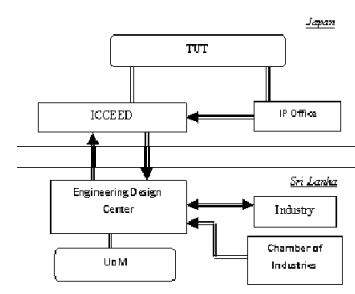 Japan
TUT
ICCEED
IP Office
Sri Lanka
Engineering Design
Center
Industry
Chamber of
Industries
UoM